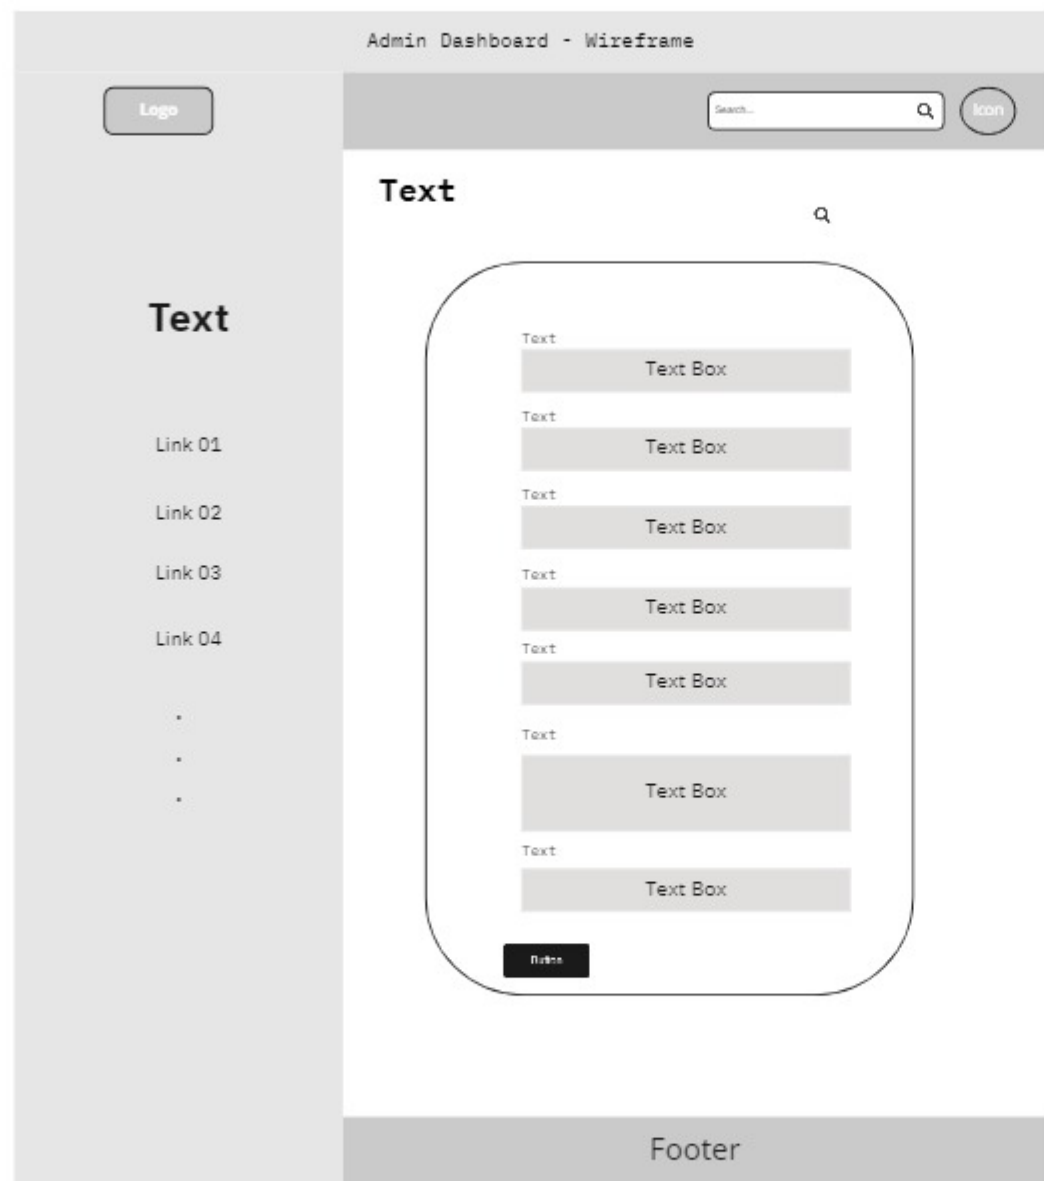 Admin Dashboard - Wireframe
Logo
Search...
Icon
Text
Text
Link 01
Link 02
Link 03
Link 04
.
.
.
Text
Text Box
Text
Text Box
Text
Text Box
Text
Text Box
Text
Text Box
Text
Text Box
Text
Text Box
Button
Footer